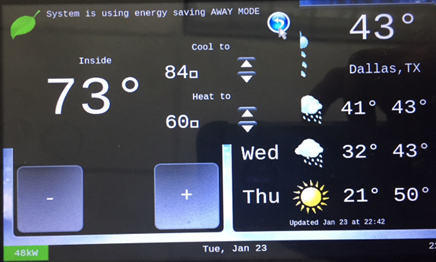 System is using energy saving AWAY MODE
43°
Inside
Cool to
84
Dallas,TX
73°
Heat to
41° 43°
60
Wed 32° 43°
- +
Thu 21° 50°
Updated Jan 23 at 22:42
48kW
Tue, Jan 23